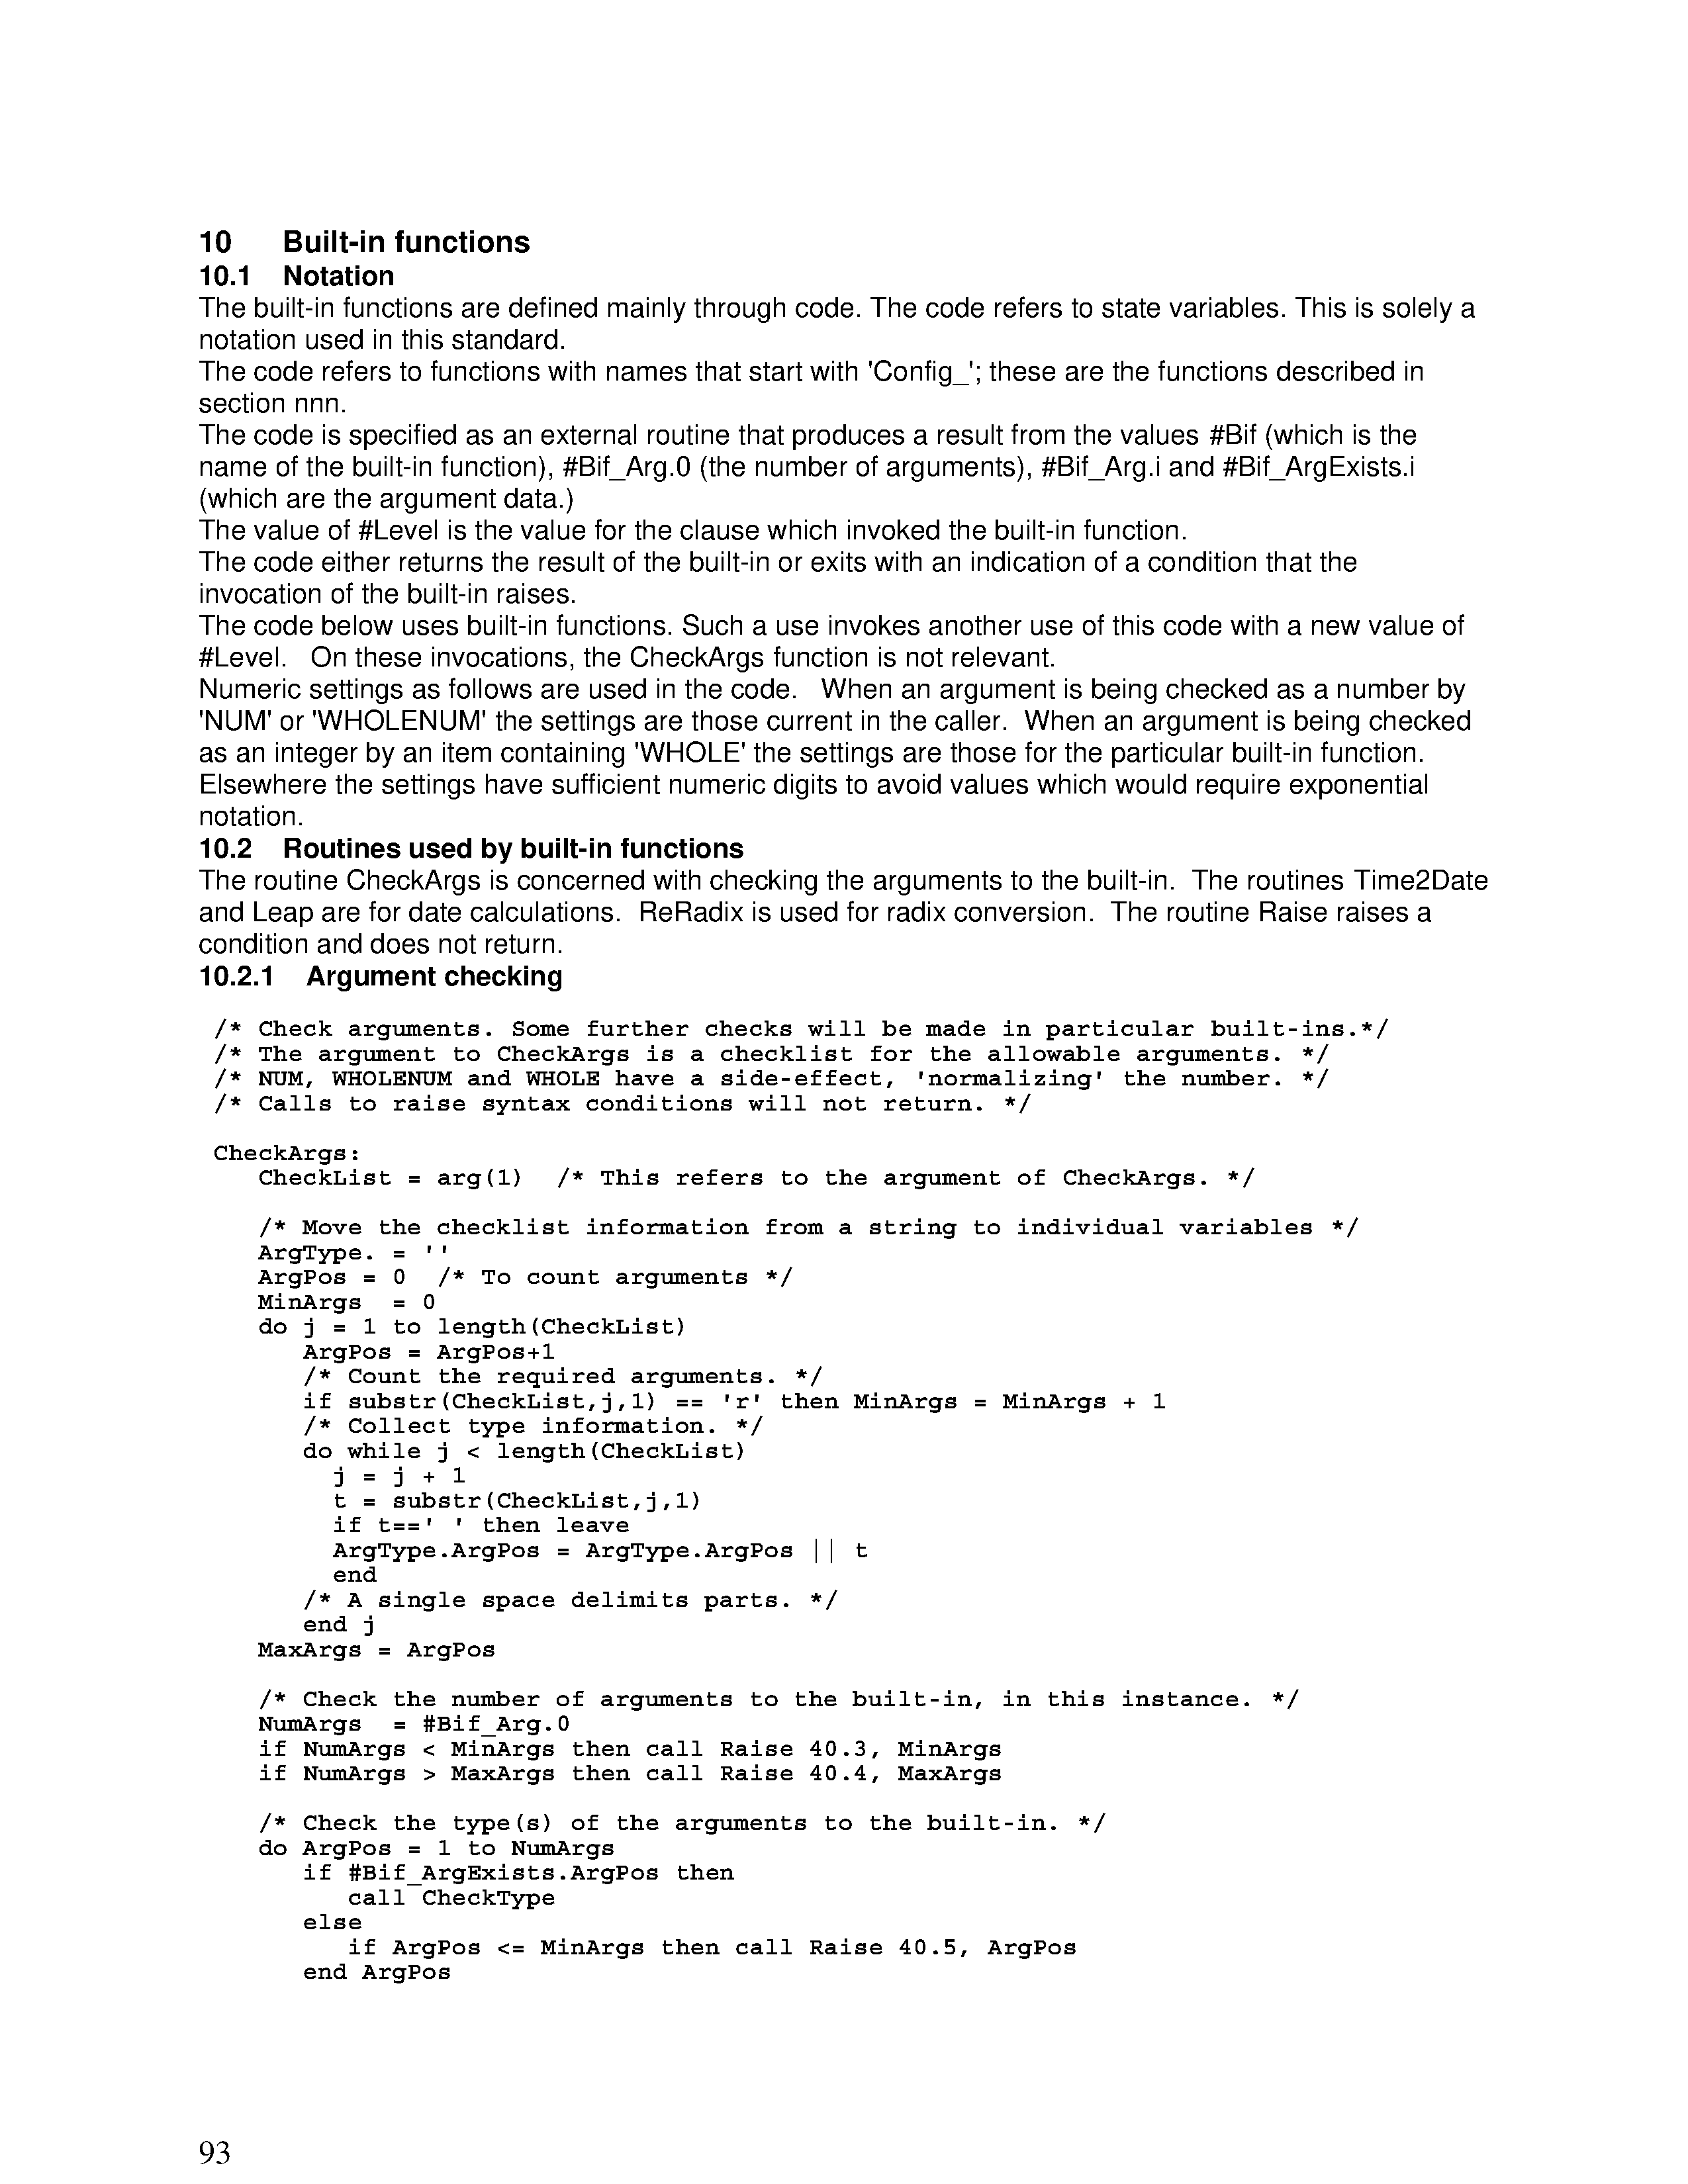 10 Built-in functions
10.1 Notation
The built-in functions are defined mainly through code. The code refers to state variables. This is solely a
notation used in this standard.
The code refers to functions with names that start with 'Config_'; these are the functions described in
section nnn.
The code is specified as an external routine that produces a result from the values #Bif (which is the
name of the built-in function), #Bif_Arg.0 (the number of arguments), #Bif_Arg.i and #Bif_ArgExists.i
(which are the argument data.)
The value of #Level is the value for the clause which invoked the built-in function.
The code either returns the result of the built-in or exits with an indication of a condition that the
invocation of the built-in raises.
The code below uses built-in functions. Such a use invokes another use of this code with a new value of
#Level.   On these invocations, the CheckArgs function is not relevant.
Numeric settings as follows are used in the code.   When an argument is being checked as a number by
'NUM' or 'WHOLENUM' the settings are those current in the caller.  When an argument is being checked
as an integer by an item containing 'WHOLE' the settings are those for the particular built-in function.
Elsewhere the settings have sufficient numeric digits to avoid values which would require exponential
notation.
10.2 Routines used by built-in functions
The routine CheckArgs is concerned with checking the arguments to the built-in.  The routines Time2Date
and Leap are for date calculations.  ReRadix is used for radix conversion.  The routine Raise raises a
condition and does not return.
10.2.1 Argument checking
/* Check arguments. Some further checks will be made in particular built-ins.*/
/* The argument to CheckArgs is a checklist for the allowable arguments. */
/* NUM, WHOLENUM and WHOLE have a side-effect, 'normalizing' the number. */
/* Calls to raise syntax conditions will not return. */
CheckArgs:
   CheckList = arg(1)  /* This refers to the argument of CheckArgs. */
   /* Move the checklist information from a string to individual variables */
   ArgType. = ''
   ArgPos = 0  /* To count arguments */
   MinArgs  = 0
   do j = 1 to length(CheckList)
      ArgPos = ArgPos+1
      /* Count the required arguments. */
      if substr(CheckList,j,1) == 'r' then MinArgs = MinArgs + 1
      /* Collect type information. */
      do while j < length(CheckList)
        j = j + 1
        t = substr(CheckList,j,1)
        if t==' ' then leave
        ArgType.ArgPos = ArgType.ArgPos || t
        end
      /* A single space delimits parts. */
      end j
   MaxArgs = ArgPos
   /* Check the number of arguments to the built-in, in this instance. */
   NumArgs  = #Bif_Arg.0
   if NumArgs < MinArgs then call Raise 40.3, MinArgs
   if NumArgs > MaxArgs then call Raise 40.4, MaxArgs
   /* Check the type(s) of the arguments to the built-in. */
   do ArgPos = 1 to NumArgs
      if #Bif_ArgExists.ArgPos then
         call CheckType
      else
         if ArgPos <= MinArgs then call Raise 40.5, ArgPos
      end ArgPos
93